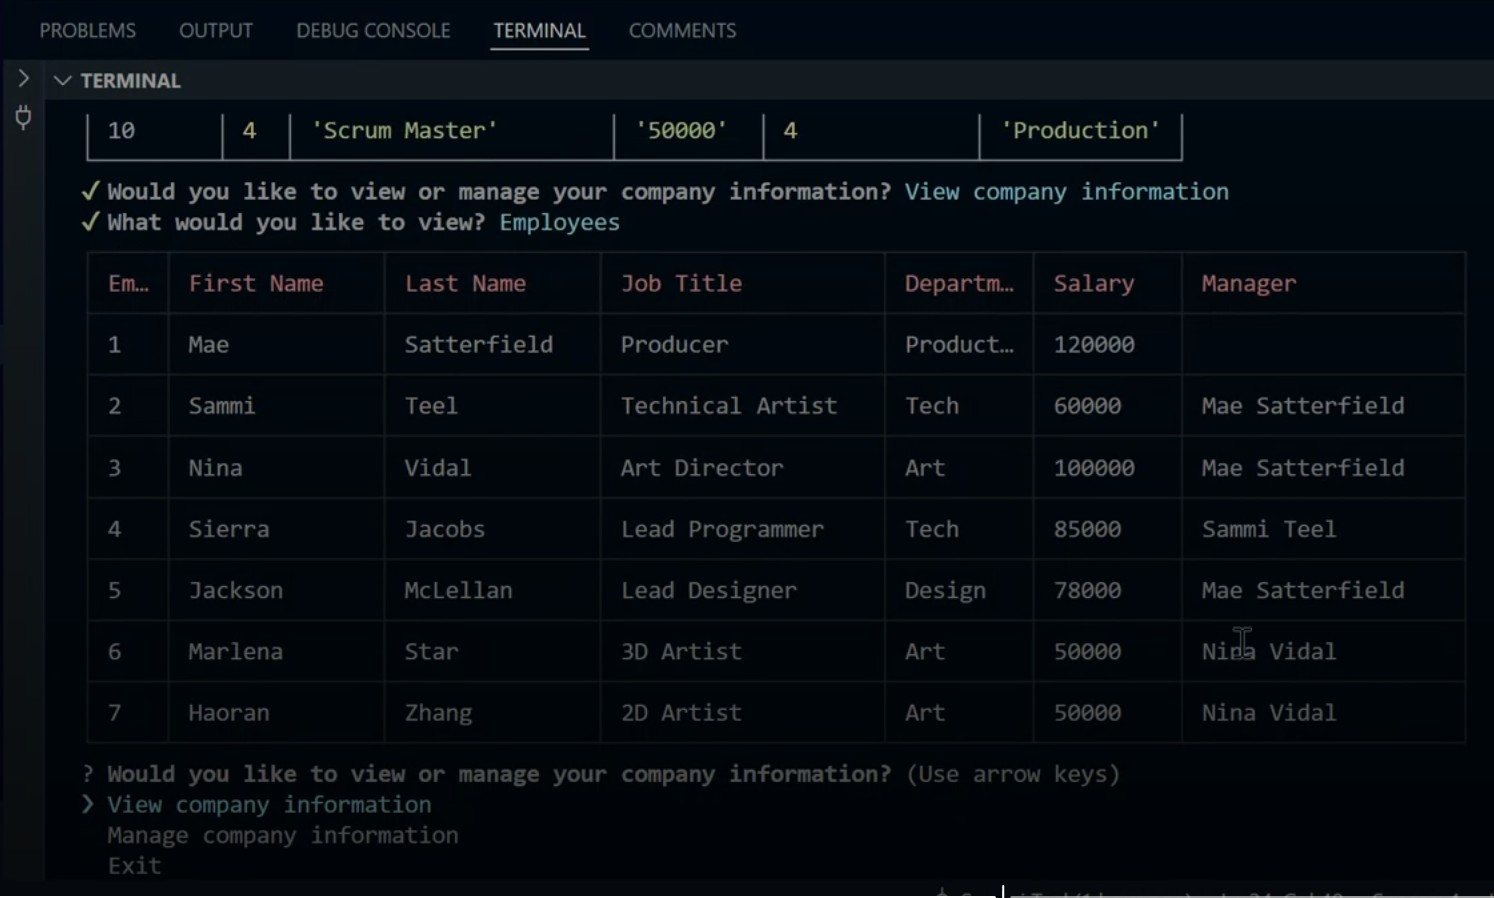 PROBLEMS OUTPUT DEBUG CONSOLE TERMINAL COMMENTS
TERMINAL
10 4 'Scrum Master' '50000' 4 'Production'
✓ Would you like to view or manage your company information? View company information
✓ What would you like to view? Employees
Em… First Name Last Name Job Title Departm… Salary Manager
1 Mae Satterfield Producer Product… 120000
2 Sammi Teel Technical Artist Tech 60000 Mae Satterfield
3 Nina Vidal Art Director Art 100000 Mae Satterfield
4 Sierra Jacobs Lead Programmer Tech 85000 Sammi Teel
5 Jackson McLellan Lead Designer Design 78000 Mae Satterfield
6 Marlena Star 3D Artist Art 50000 Nina Vidal
7 Haoran Zhang 2D Artist Art 50000 Nina Vidal
? Would you like to view or manage your company information? (Use arrow keys)
❯ View company information
Manage company information
Exit